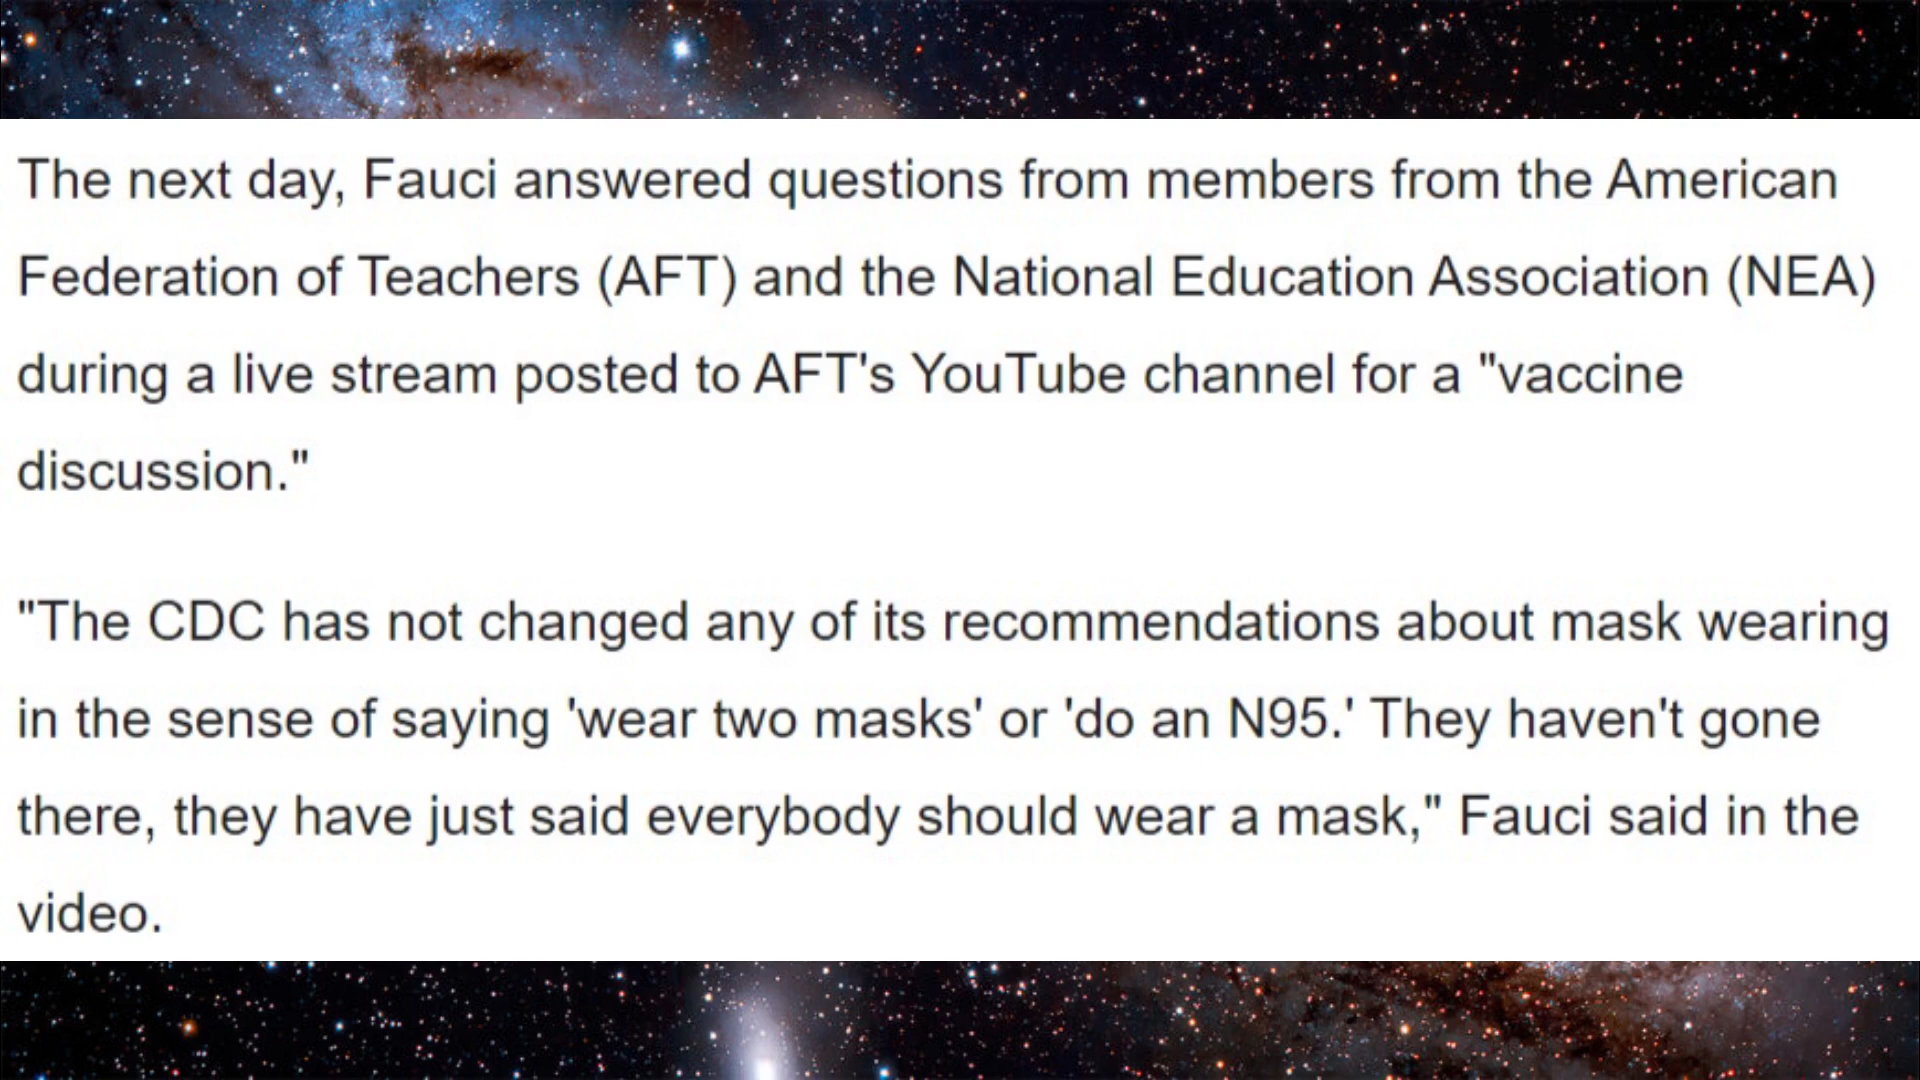 The next day, Fauci answered questions from members from the American
Federation of Teachers (AFT) and the National Education Association (NEA)
during a live stream posted to AFT's YouTube channel for a "vaccine
discussion."
"The CDC has not changed any of its recommendations about mask wearing
in the sense of saying 'wear two masks' or 'do an N95.' They haven't gone
there, they have just said everybody should wear a mask," Fauci said in the
video.